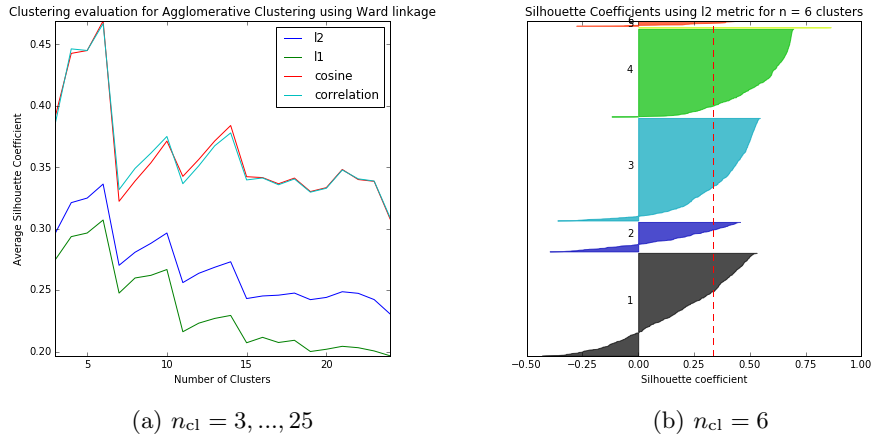 Clustering evaluation for Agglomerative Clustering using Ward linkage
0.45
0.40
0.35
0.30
0.25
0.20
Average Silhouette Coefficient
l2
l1
cosine
correlation
5
10
15
20
Number of Clusters
(a) n_cl = 3, ..., 25
Silhouette Coefficients using l2 metric for n = 6 clusters
6
5
4
3
2
1
−0.50
−0.25
0.00
0.25
0.50
0.75
1.00
Silhouette coefficient
(b) n_cl = 6